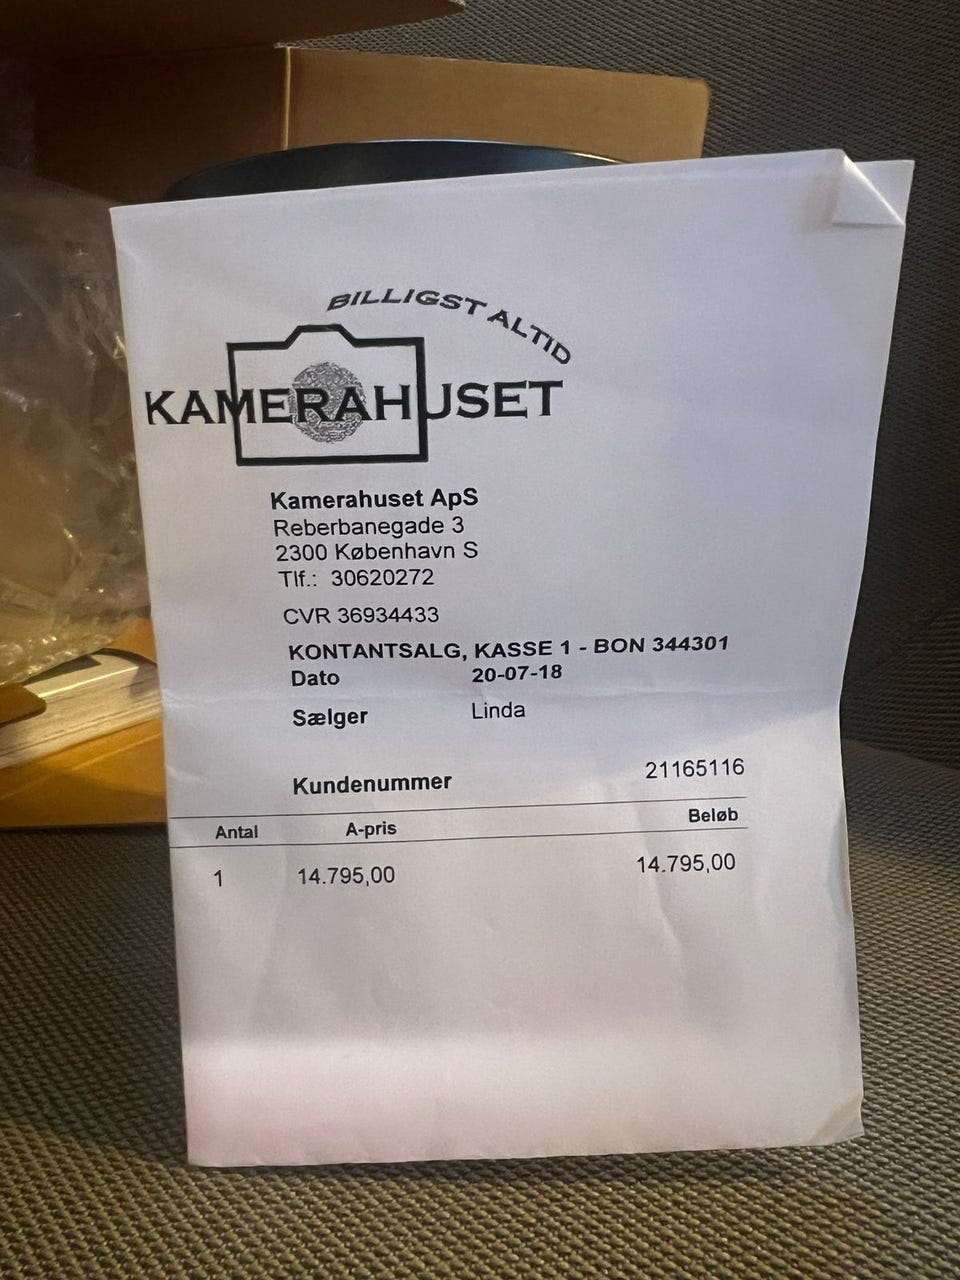 BILLIGST ALTID
KAMERAHUSET
Kamerahuset ApS
Reberbanegade 3
2300 København S
Tlf.: 30620272
CVR 36934433
KONTANTSALG, KASSE 1 - BON 344301
Dato 20-07-18
Sælger Linda
Kundenummer 21165116
Antal A-pris Beløb
1 14.795,00 14.795,00